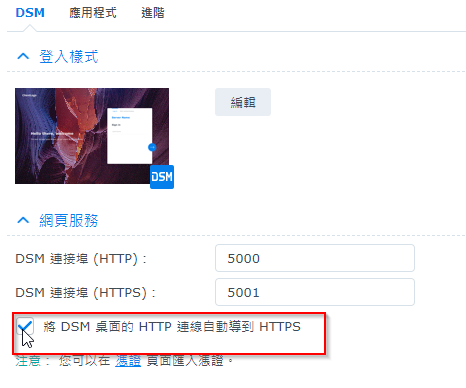 DSM 應用程式 進階
登入樣式
編輯
DSM
網頁服務
DSM 連接埠 (HTTP)： 5000
DSM 連接埠 (HTTPS)： 5001
將 DSM 桌面的 HTTP 連線自動導到 HTTPS
注意： 您可以在 憑證 頁面匯入憑證。